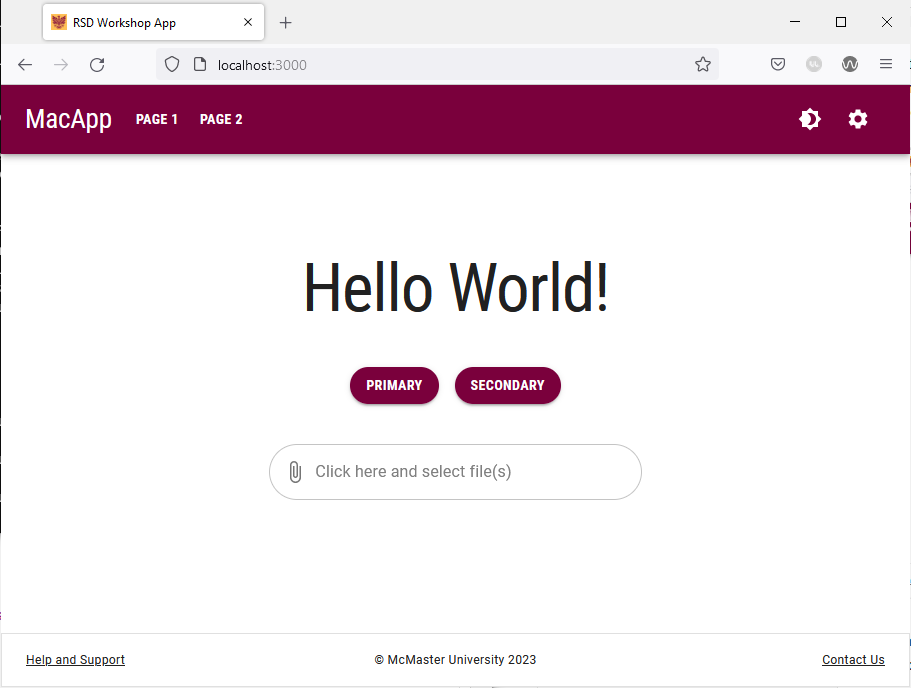 RSD Workshop App
localhost:3000
MacApp PAGE 1 PAGE 2
Hello World!
PRIMARY SECONDARY
Click here and select file(s)
Help and Support © McMaster University 2023 Contact Us